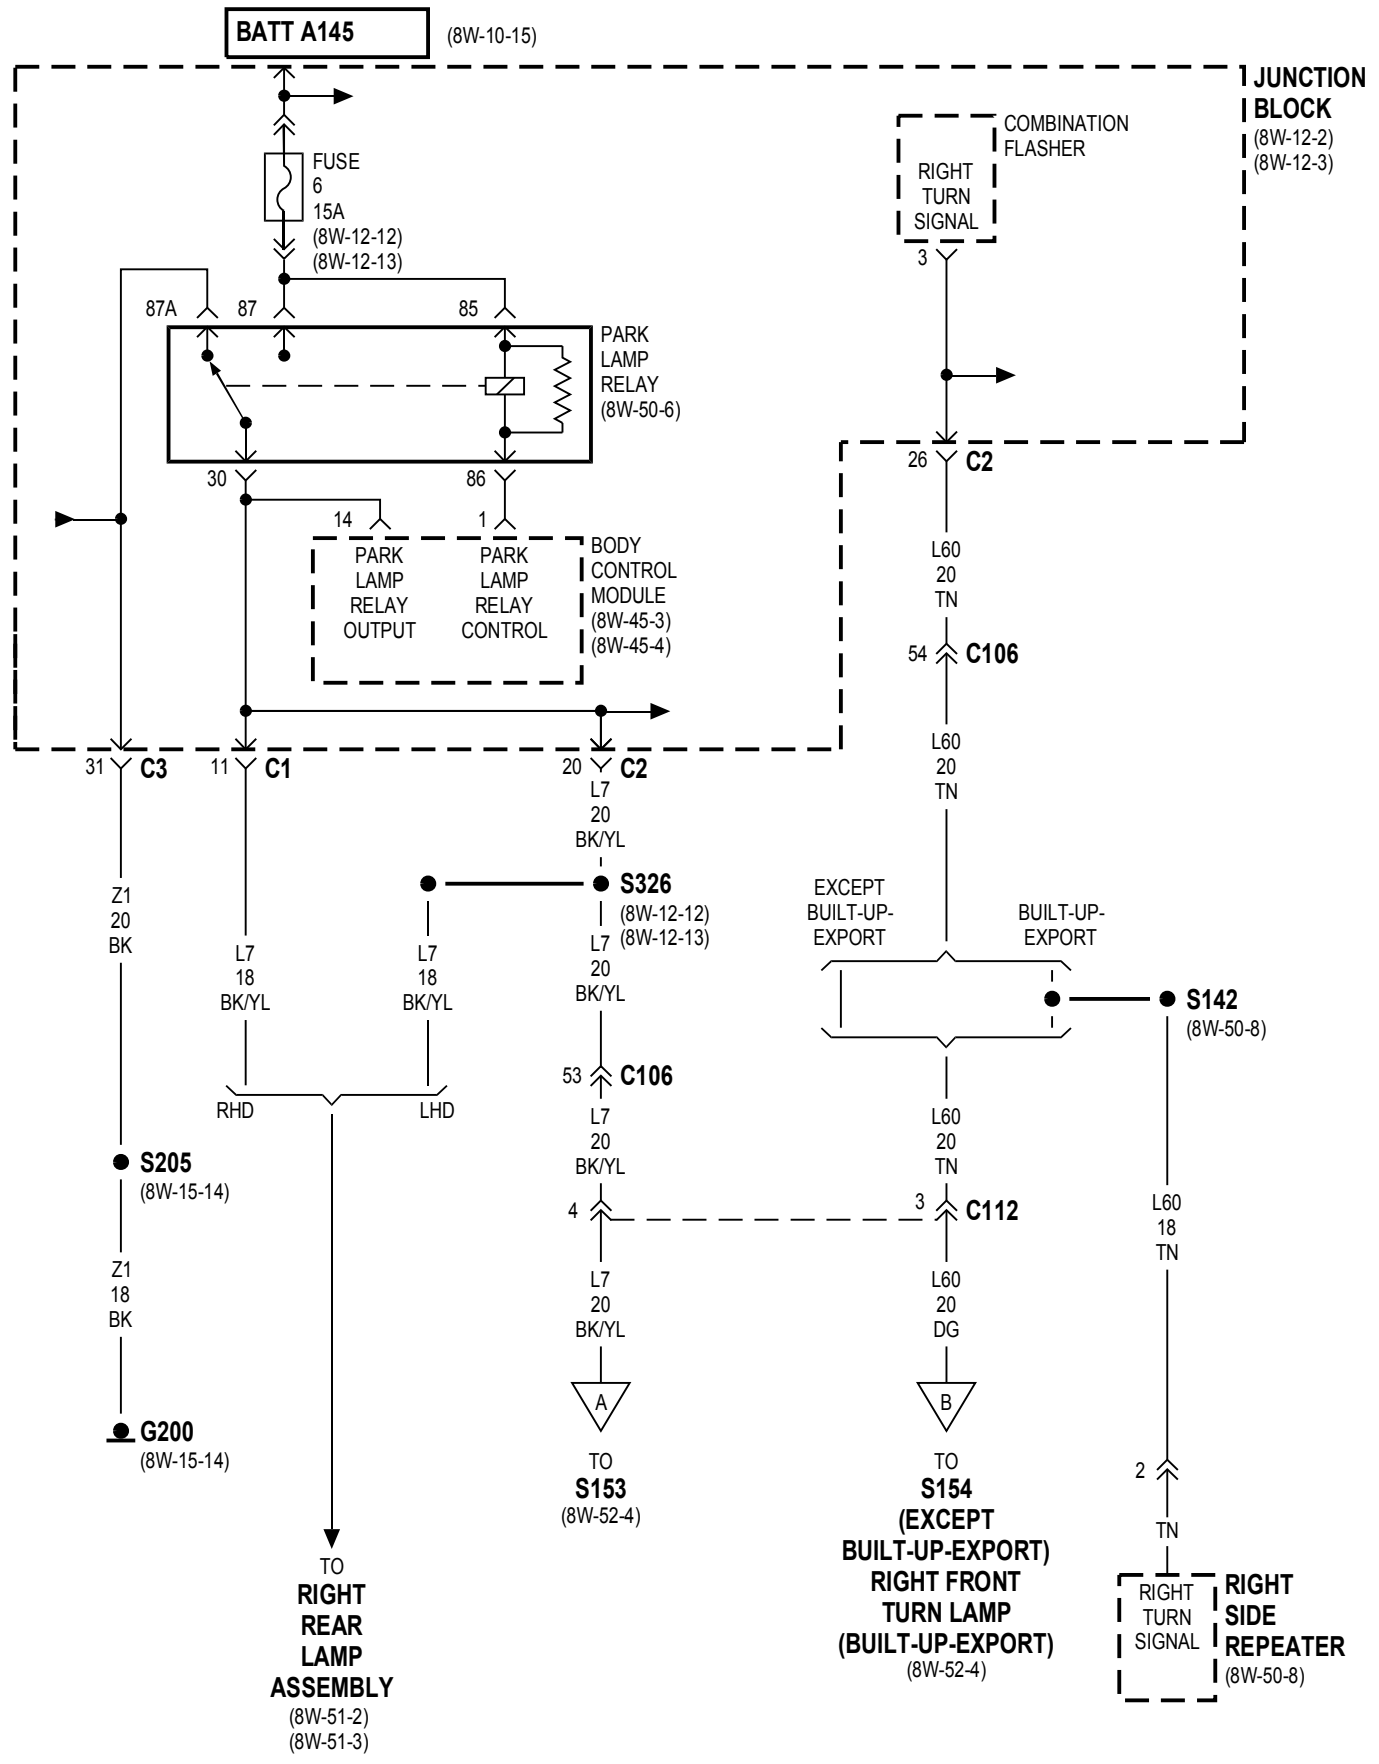 BATT A145
(8W-10-15)
JUNCTION
BLOCK
(8W-12-2)
(8W-12-3)
COMBINATION
FLASHER
RIGHT
TURN
SIGNAL
3
FUSE
6
15A
(8W-12-12)
(8W-12-13)
87A
87
85
PARK
LAMP
RELAY
(8W-50-6)
30
86
26
C2
14
1
PARK
LAMP
RELAY
OUTPUT
PARK
LAMP
RELAY
CONTROL
BODY
CONTROL
MODULE
(8W-45-3)
(8W-45-4)
L60
20
TN
54
C106
L60
20
TN
31
C3
11
C1
20
C2
L7
20
BK/YL
S326
(8W-12-12)
(8W-12-13)
Z1
20
BK
L7
18
BK/YL
L7
18
BK/YL
L7
20
BK/YL
EXCEPT
BUILT-UP-
EXPORT
BUILT-UP-
EXPORT
S142
(8W-50-8)
53
C106
RHD
LHD
L7
20
BK/YL
L60
20
TN
S205
(8W-15-14)
4
3
C112
L60
18
TN
Z1
18
BK
L7
20
BK/YL
L60
20
DG
A
B
G200
(8W-15-14)
TO
S153
(8W-52-4)
TO
S154
(EXCEPT
BUILT-UP-EXPORT)
RIGHT FRONT
TURN LAMP
(BUILT-UP-EXPORT)
(8W-52-4)
2
TN
RIGHT
TURN
SIGNAL
RIGHT
SIDE
REPEATER
(8W-50-8)
TO
RIGHT
REAR
LAMP
ASSEMBLY
(8W-51-2)
(8W-51-3)